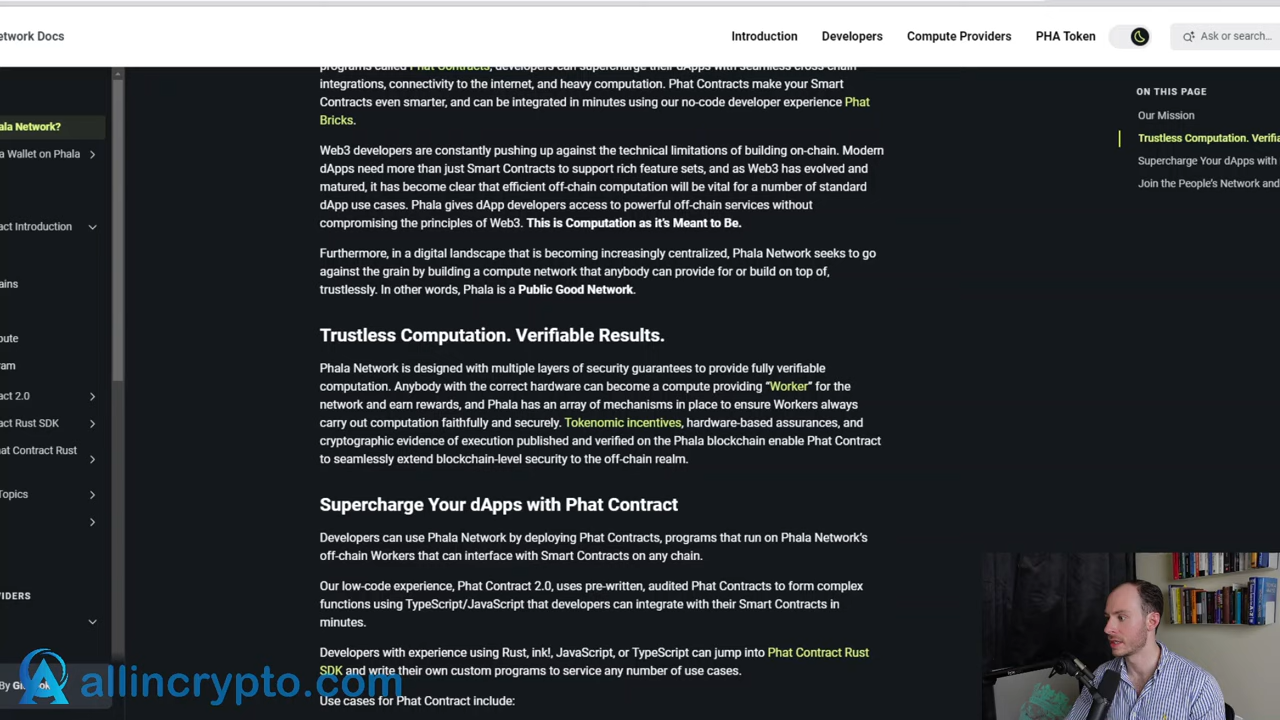 etwork Docs
Introduction
Developers
Compute Providers
PHA Token
Ask or search...
ala Network?
a Wallet on Phala
act Introduction
ains
oute
ram
act 2.0
act Rust SDK
hat Contract Rust
Topics
VIDERS
programs called Phat Contracts, developers can supercharge their dApps with seamless cross-chain
integrations, connectivity to the internet, and heavy computation. Phat Contracts make your Smart
Contracts even smarter, and can be integrated in minutes using our no-code developer experience Phat
Bricks.
Web3 developers are constantly pushing up against the technical limitations of building on-chain. Modern
dApps need more than just Smart Contracts to support rich feature sets, and as Web3 has evolved and
matured, it has become clear that efficient off-chain computation will be vital for a number of standard
dApp use cases. Phala gives dApp developers access to powerful off-chain services without
compromising the principles of Web3. This is Computation as it's Meant to Be.
Furthermore, in a digital landscape that is becoming increasingly centralized, Phala Network seeks to go
against the grain by building a compute network that anybody can provide for or build on top of,
trustlessly. In other words, Phala is a Public Good Network.
Trustless Computation. Verifiable Results.
Phala Network is designed with multiple layers of security guarantees to provide fully verifiable
computation. Anybody with the correct hardware can become a compute providing “Worker” for the
network and earn rewards, and Phala has an array of mechanisms in place to ensure Workers always
carry out computation faithfully and securely. Tokenomic incentives, hardware-based assurances, and
cryptographic evidence of execution published and verified on the Phala blockchain enable Phat Contract
to seamlessly extend blockchain-level security to the off-chain realm.
Supercharge Your dApps with Phat Contract
Developers can use Phala Network by deploying Phat Contracts, programs that run on Phala Network's
off-chain Workers that can interface with Smart Contracts on any chain.
Our low-code experience, Phat Contract 2.0, uses pre-written, audited Phat Contracts to form complex
functions using TypeScript/JavaScript that developers can integrate with their Smart Contracts in
minutes.
Developers with experience using Rust, ink!, JavaScript, or TypeScript can jump into Phat Contract Rust
SDK and write their own custom programs to service any number of use cases.
Use cases for Phat Contract include:
ON THIS PAGE
Our Mission
Trustless Computation. Verifia
Supercharge Your dApps with
Join the People's Network and
allincrypto.com